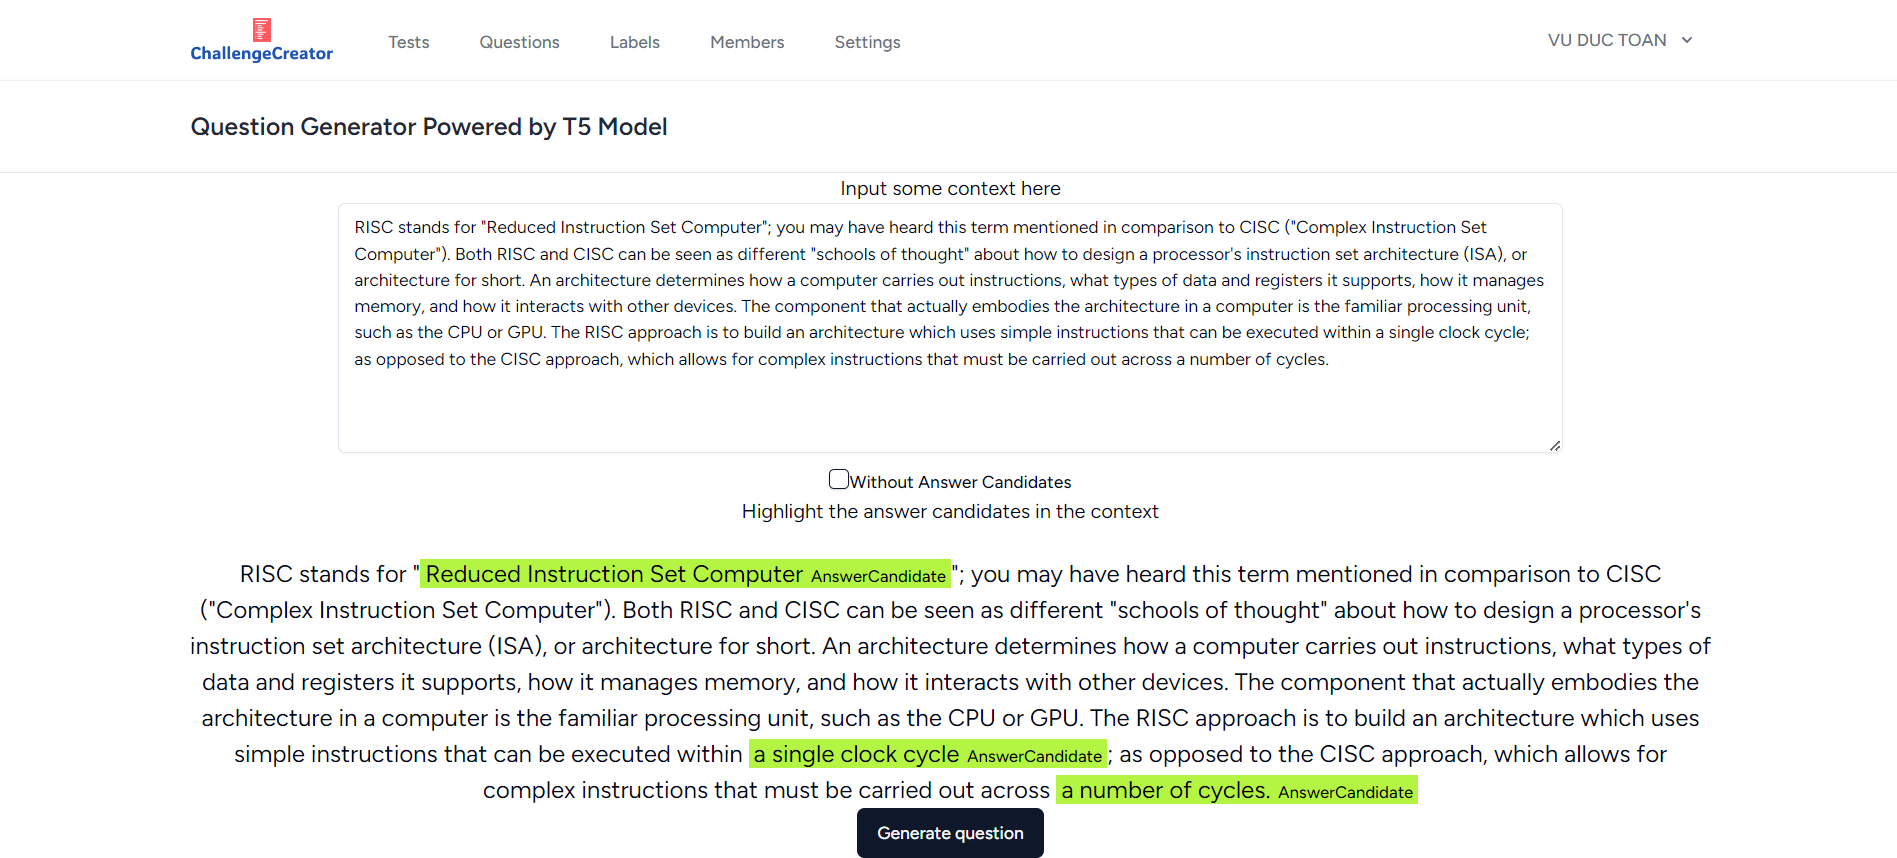 ChallengeCreator
Tests
Questions
Labels
Members
Settings
VU DUC TOAN
Question Generator Powered by T5 Model
Input some context here
RISC stands for "Reduced Instruction Set Computer"; you may have heard this term mentioned in comparison to CISC ("Complex Instruction Set
Computer"). Both RISC and CISC can be seen as different "schools of thought" about how to design a processor's instruction set architecture (ISA), or
architecture for short. An architecture determines how a computer carries out instructions, what types of data and registers it supports, how it manages
memory, and how it interacts with other devices. The component that actually embodies the architecture in a computer is the familiar processing unit,
such as the CPU or GPU. The RISC approach is to build an architecture which uses simple instructions that can be executed within a single clock cycle;
as opposed to the CISC approach, which allows for complex instructions that must be carried out across a number of cycles.
Without Answer Candidates
Highlight the answer candidates in the context
RISC stands for "Reduced Instruction Set Computer AnswerCandidate"; you may have heard this term mentioned in comparison to CISC
("Complex Instruction Set Computer"). Both RISC and CISC can be seen as different "schools of thought" about how to design a processor's
instruction set architecture (ISA), or architecture for short. An architecture determines how a computer carries out instructions, what types of
data and registers it supports, how it manages memory, and how it interacts with other devices. The component that actually embodies the
architecture in a computer is the familiar processing unit, such as the CPU or GPU. The RISC approach is to build an architecture which uses
simple instructions that can be executed within a single clock cycle AnswerCandidate; as opposed to the CISC approach, which allows for
complex instructions that must be carried out across a number of cycles. AnswerCandidate
Generate question